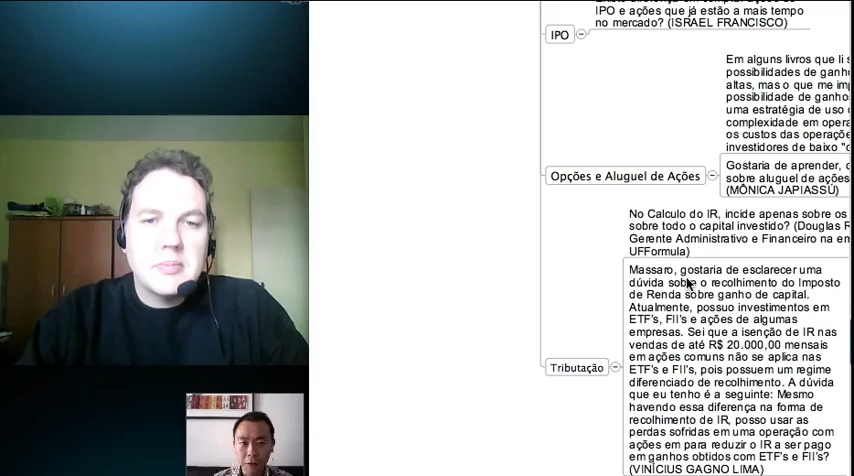 IPO e ações que já estão a mais tempo
no mercado? (ISRAEL FRANCISCO)
IPO
Em alguns livros que li s
possibilidades de ganh
altas, mas o que me im
possibilidade de ganho
uma estratégia de uso
complexidade em opera
os custos das operaçõe
investidores de baixo "c
Opções e Aluguel de Ações
Gostaria de aprender,
sobre aluguel de ações
(MÔNICA JAPIASSÚ)
No Calculo do IR, incide apenas sobre os
sobre todo o capital investido? (Douglas R
Gerente Administrativo e Financeiro na em
UFFormula)
Tributação
Massaro, gostaria de esclarecer uma
dúvida sobre o recolhimento do Imposto
de Renda sobre ganho de capital.
Atualmente, possuo investimentos em
ETF's, FII's e ações de algumas
empresas. Sei que a isenção de IR nas
vendas de até R$ 20.000,00 mensais
em ações comuns não se aplica nas
ETF's e FII's, pois possuem um regime
diferenciado de recolhimento. A dúvida
que eu tenho é a seguinte: Mesmo
havendo essa diferença na forma de
recolhimento de IR, posso usar as
perdas sofridas em uma operação com
ações em para reduzir o IR a ser pago
em ganhos obtidos com ETF's e FII's?
(VINÍCIUS GAGNO LIMA)